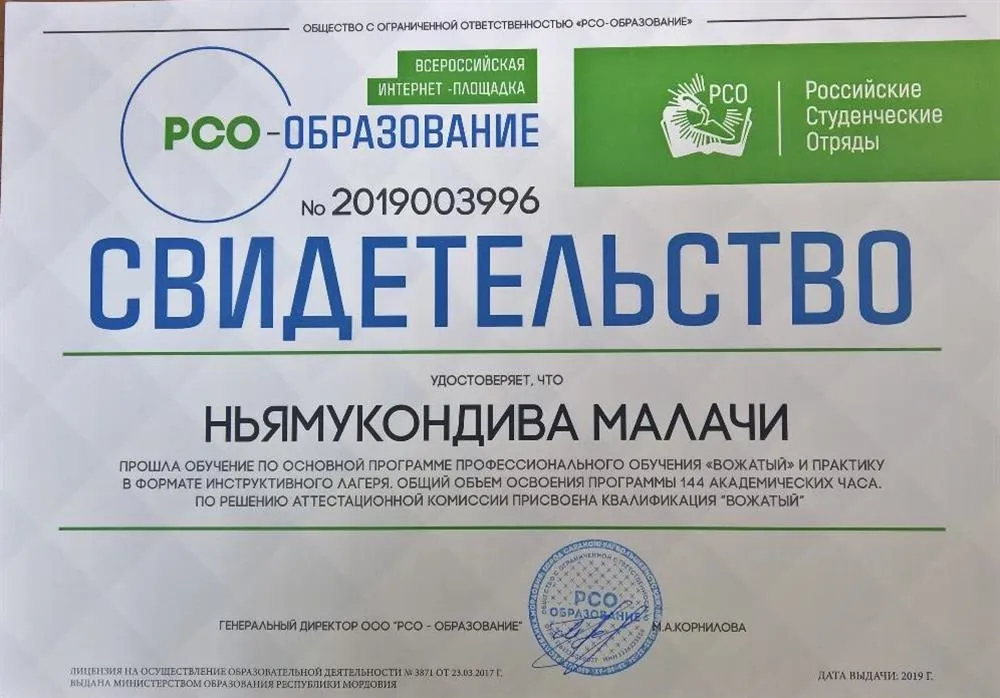 ОБЩЕСТВО С ОГРАНИЧЕННОЙ ОТВЕТСТВЕННОСТЬЮ «РСО-ОБРАЗОВАНИЕ»
ВСЕРОССИЙСКАЯ
ИНТЕРНЕТ -ПЛОЩАДКА
РСО-ОБРАЗОВАНИЕ
РСО
Российские
Студенческие
Отряды
No 2019003996
СВИДЕТЕЛЬСТВО
УДОСТОВЕРЯЕТ, ЧТО
НЬЯМУКОНДИВА МАЛАЧИ
ПРОШЛА ОБУЧЕНИЕ ПО ОСНОВНОЙ ПРОГРАММЕ ПРОФЕССИОНАЛЬНОГО ОБУЧЕНИЯ «ВОЖАТЫЙ» И ПРАКТИКУ
В ФОРМАТЕ ИНСТРУКТИВНОГО ЛАГЕРЯ. ОБЩИЙ ОБЪЕМ ОСВОЕНИЯ ПРОГРАММЫ 144 АКАДЕМИЧЕСКИХ ЧАСА.
ПО РЕШЕНИЮ АТТЕСТАЦИОННОЙ КОМИССИИ ПРИСВОЕНА КВАЛИФИКАЦИЯ "ВОЖАТЫЙ"
РСО
ОБРАЗОВАНИЕ
ГЕНЕРАЛЬНЫЙ ДИРЕКТОР ООО "РСО - ОБРАЗОВАНИЕ" М.А.КОРНИЛОВА
ЛИЦЕНЗИЯ НА ОСУЩЕСТВЛЕНИЕ ОБРАЗОВАТЕЛЬНОЙ ДЕЯТЕЛЬНОСТИ № 3871 ОТ 23.03.2017 Г.
ВЫДАНА МИНИСТЕРСТВОМ ОБРАЗОВАНИЯ РЕСПУБЛИКИ МОРДОВИЯ
ДАТА ВЫДАЧИ: 2019 Г.